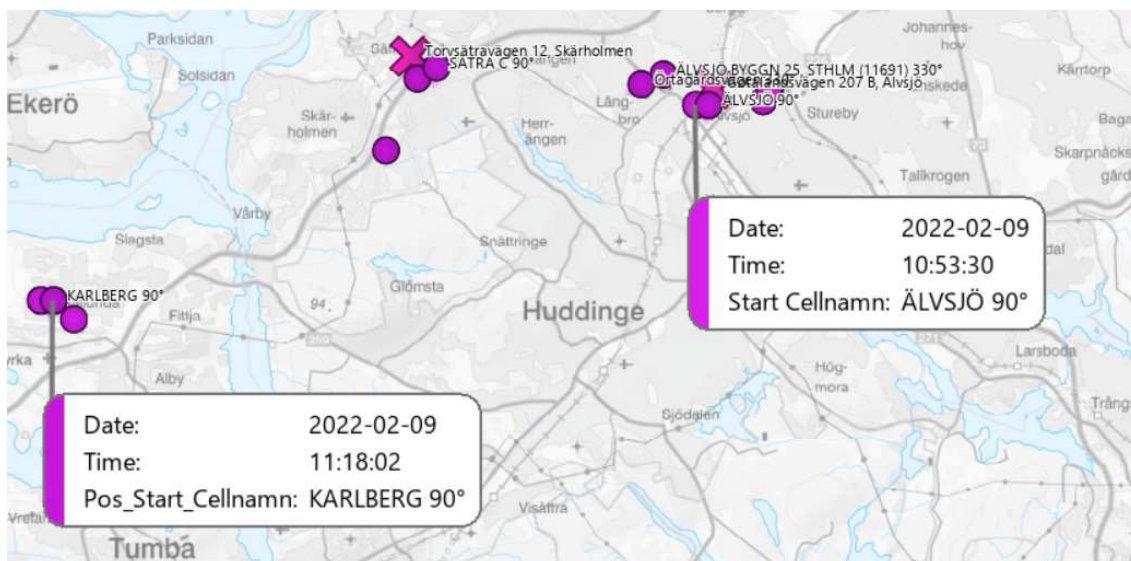 Parksidan
Solsidan
Ekerö
Torvsätravägen 12, Skärholmen
SÄTRA C 90°
Skär-
holmen
Herr-
ängen
Lång-
bro
ÄLVSJÖ BYGGN 25, STHLM (11691) 330°
Götalandsvägen 207 B, Älvsjö
ÄLVSJÖ 90°
Johannes-
hov
Kärrtorp
Stureby
Skarpnäcks
gård
Tallkrogen
Vårby
Slagsta
Snättringe
Glömsta
94.
KARLBERG 90°
Fittja
Alby
Huddinge
Date: 2022-02-09
Time: 10:53:30
Start Cellnamn: ÄLVSJÖ 90°
Larsboda
Hög-
mora
Sjödalen
Date: 2022-02-09
Time: 11:18:02
Pos_Start_Cellnamn: KARLBERG 90°
Visättra
Tumba